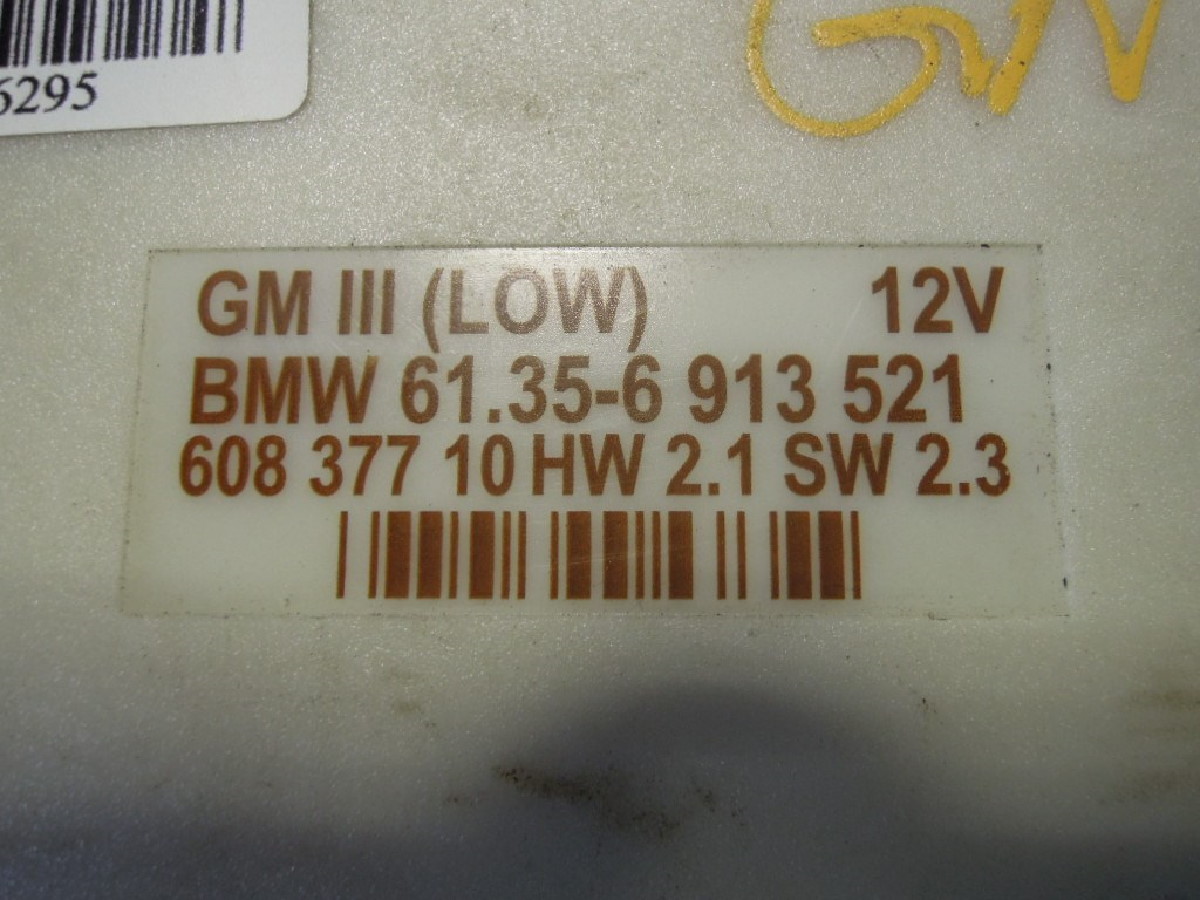 6295
GM III (LOW) 12V
BMW 61.35-6 913 521
608 377 10 HW 2.1 SW 2.3